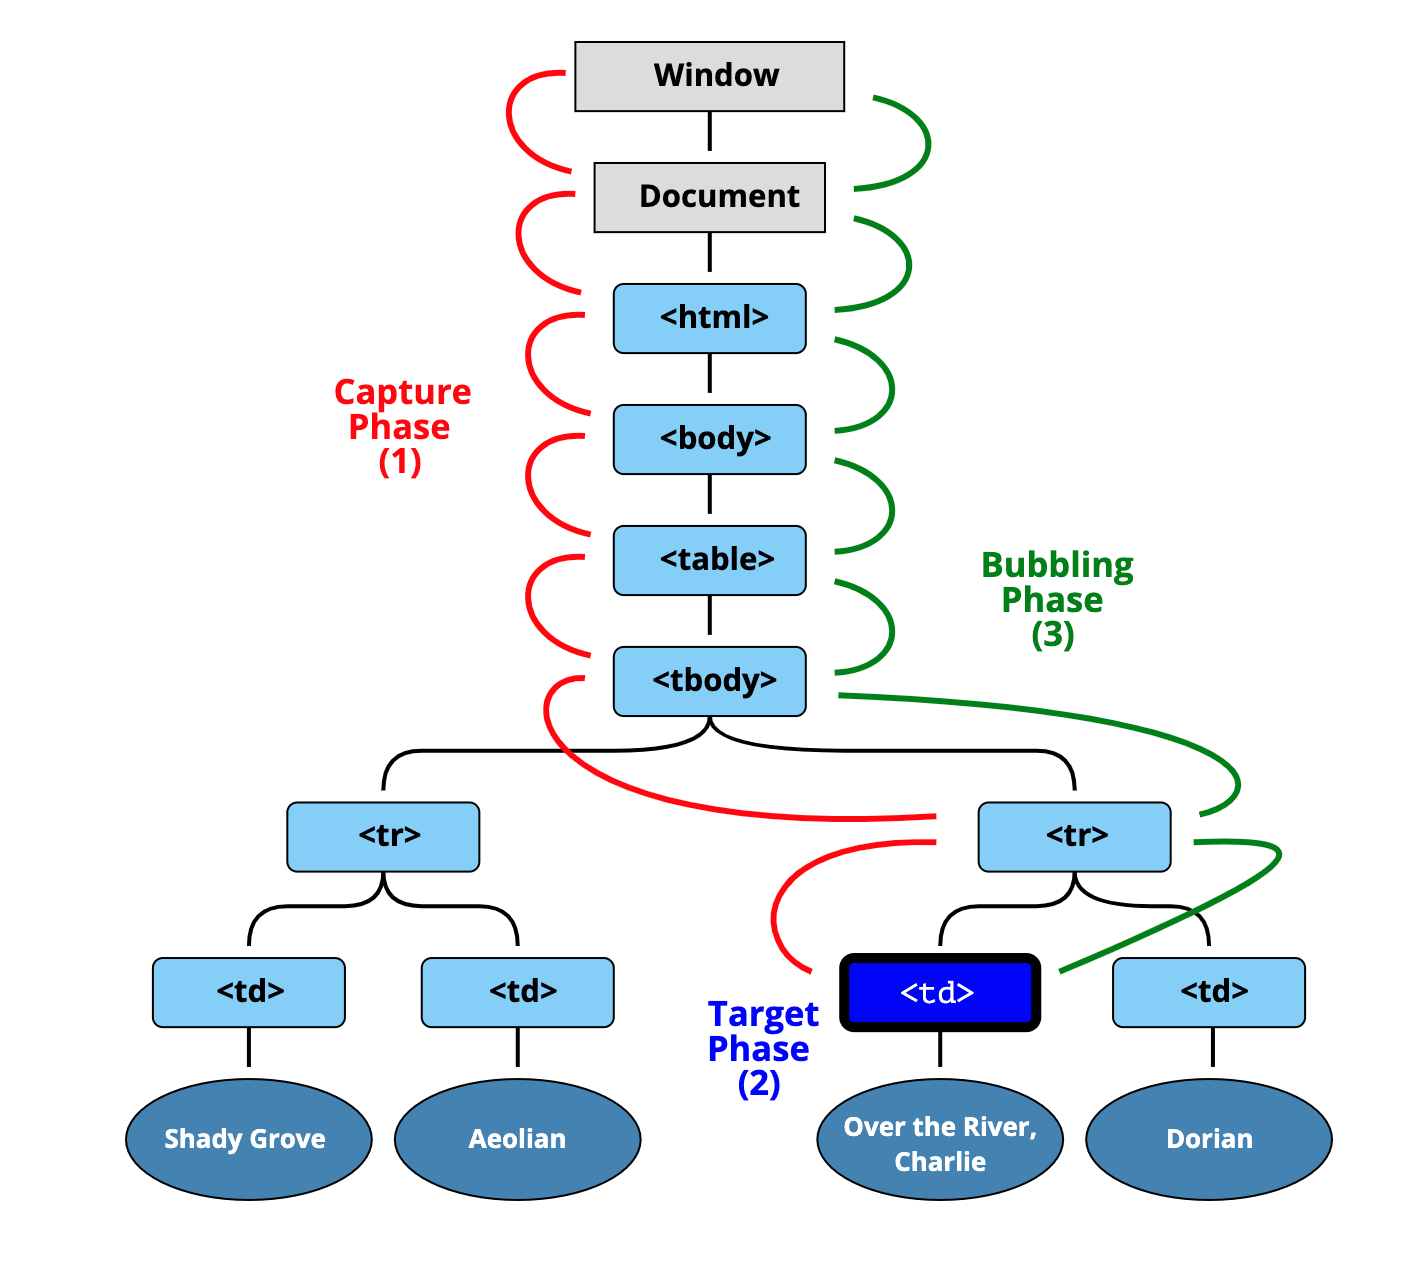 Window
Document
<html>
Capture
Phase
(1)
<body>
<table>
Bubbling
Phase
(3)
<tbody>
<tr>
<tr>
<td>
<td>
<td>
<td>
Target
Phase
(2)
Shady Grove
Aeolian
Over the River,
Charlie
Dorian